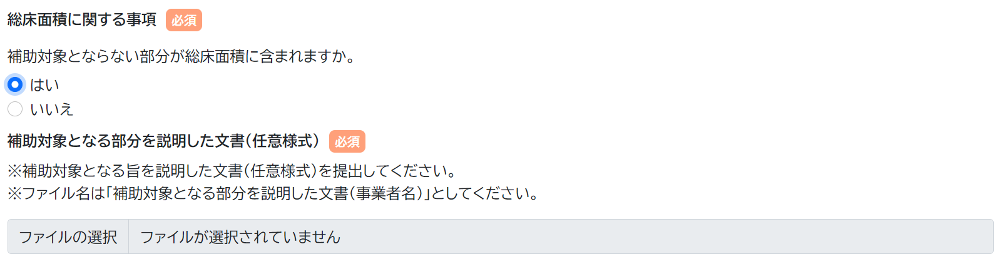 総床面積に関する事項 必須
補助対象とならない部分が総床面積に含まれますか。
はい
いいえ
補助対象となる部分を説明した文書(任意様式) 必須
※補助対象となる旨を説明した文書(任意様式)を提出してください。
※ファイル名は「補助対象となる部分を説明した文書(事業者名)」としてください。
ファイルの選択 ファイルが選択されていません